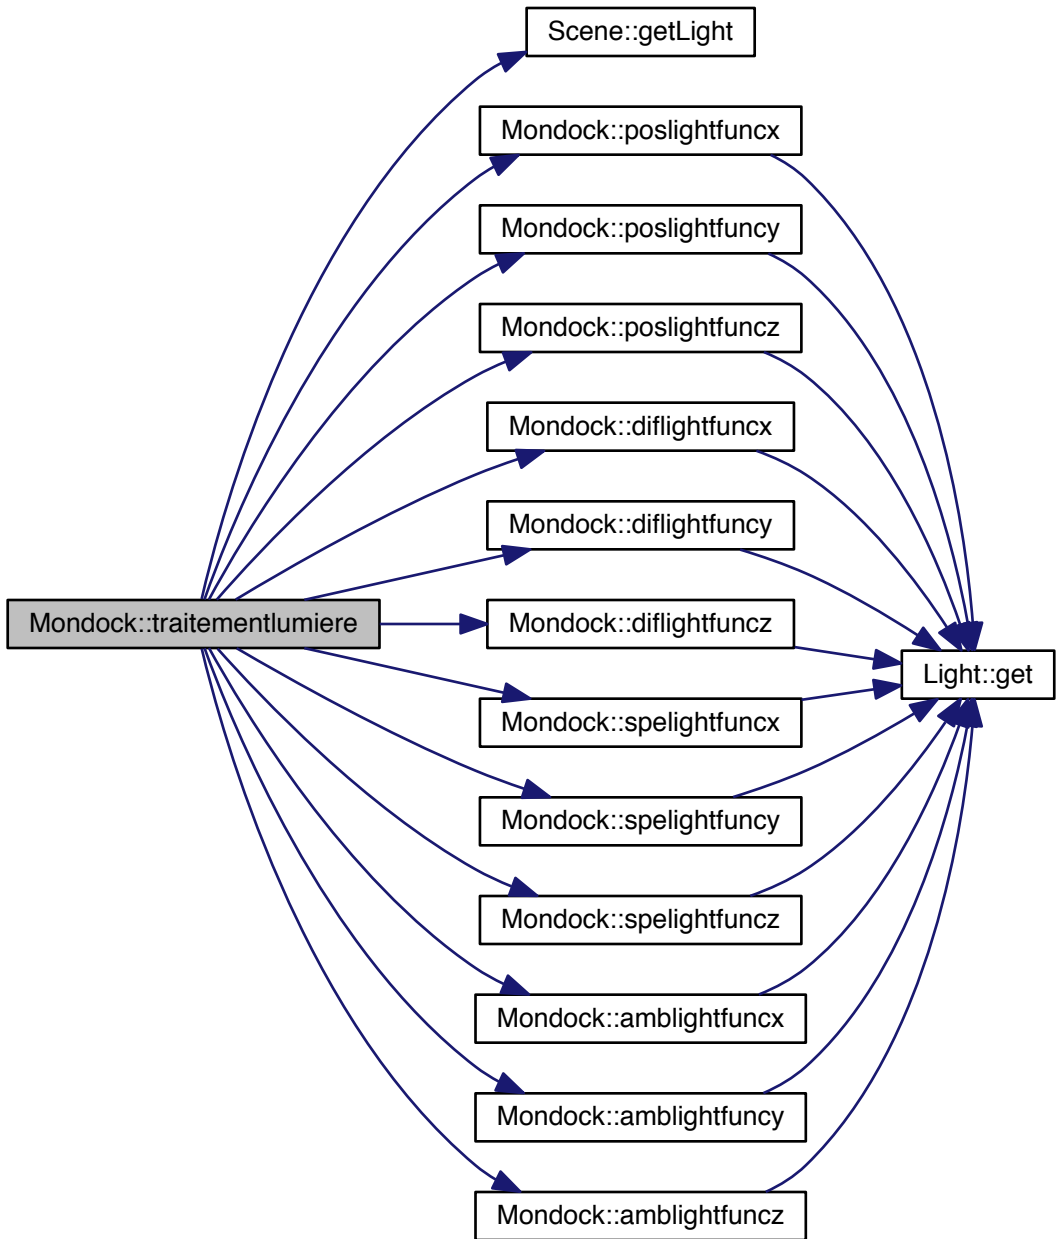 Scene::getLight
Mondock::poslightfuncx
Mondock::poslightfuncy
Mondock::poslightfuncz
Mondock::diflightfuncx
Mondock::diflightfuncy
Mondock::traitementlumiere
Mondock::diflightfuncz
Light::get
Mondock::spelightfuncx
Mondock::spelightfuncy
Mondock::spelightfuncz
Mondock::amblightfuncx
Mondock::amblightfuncy
Mondock::amblightfuncz